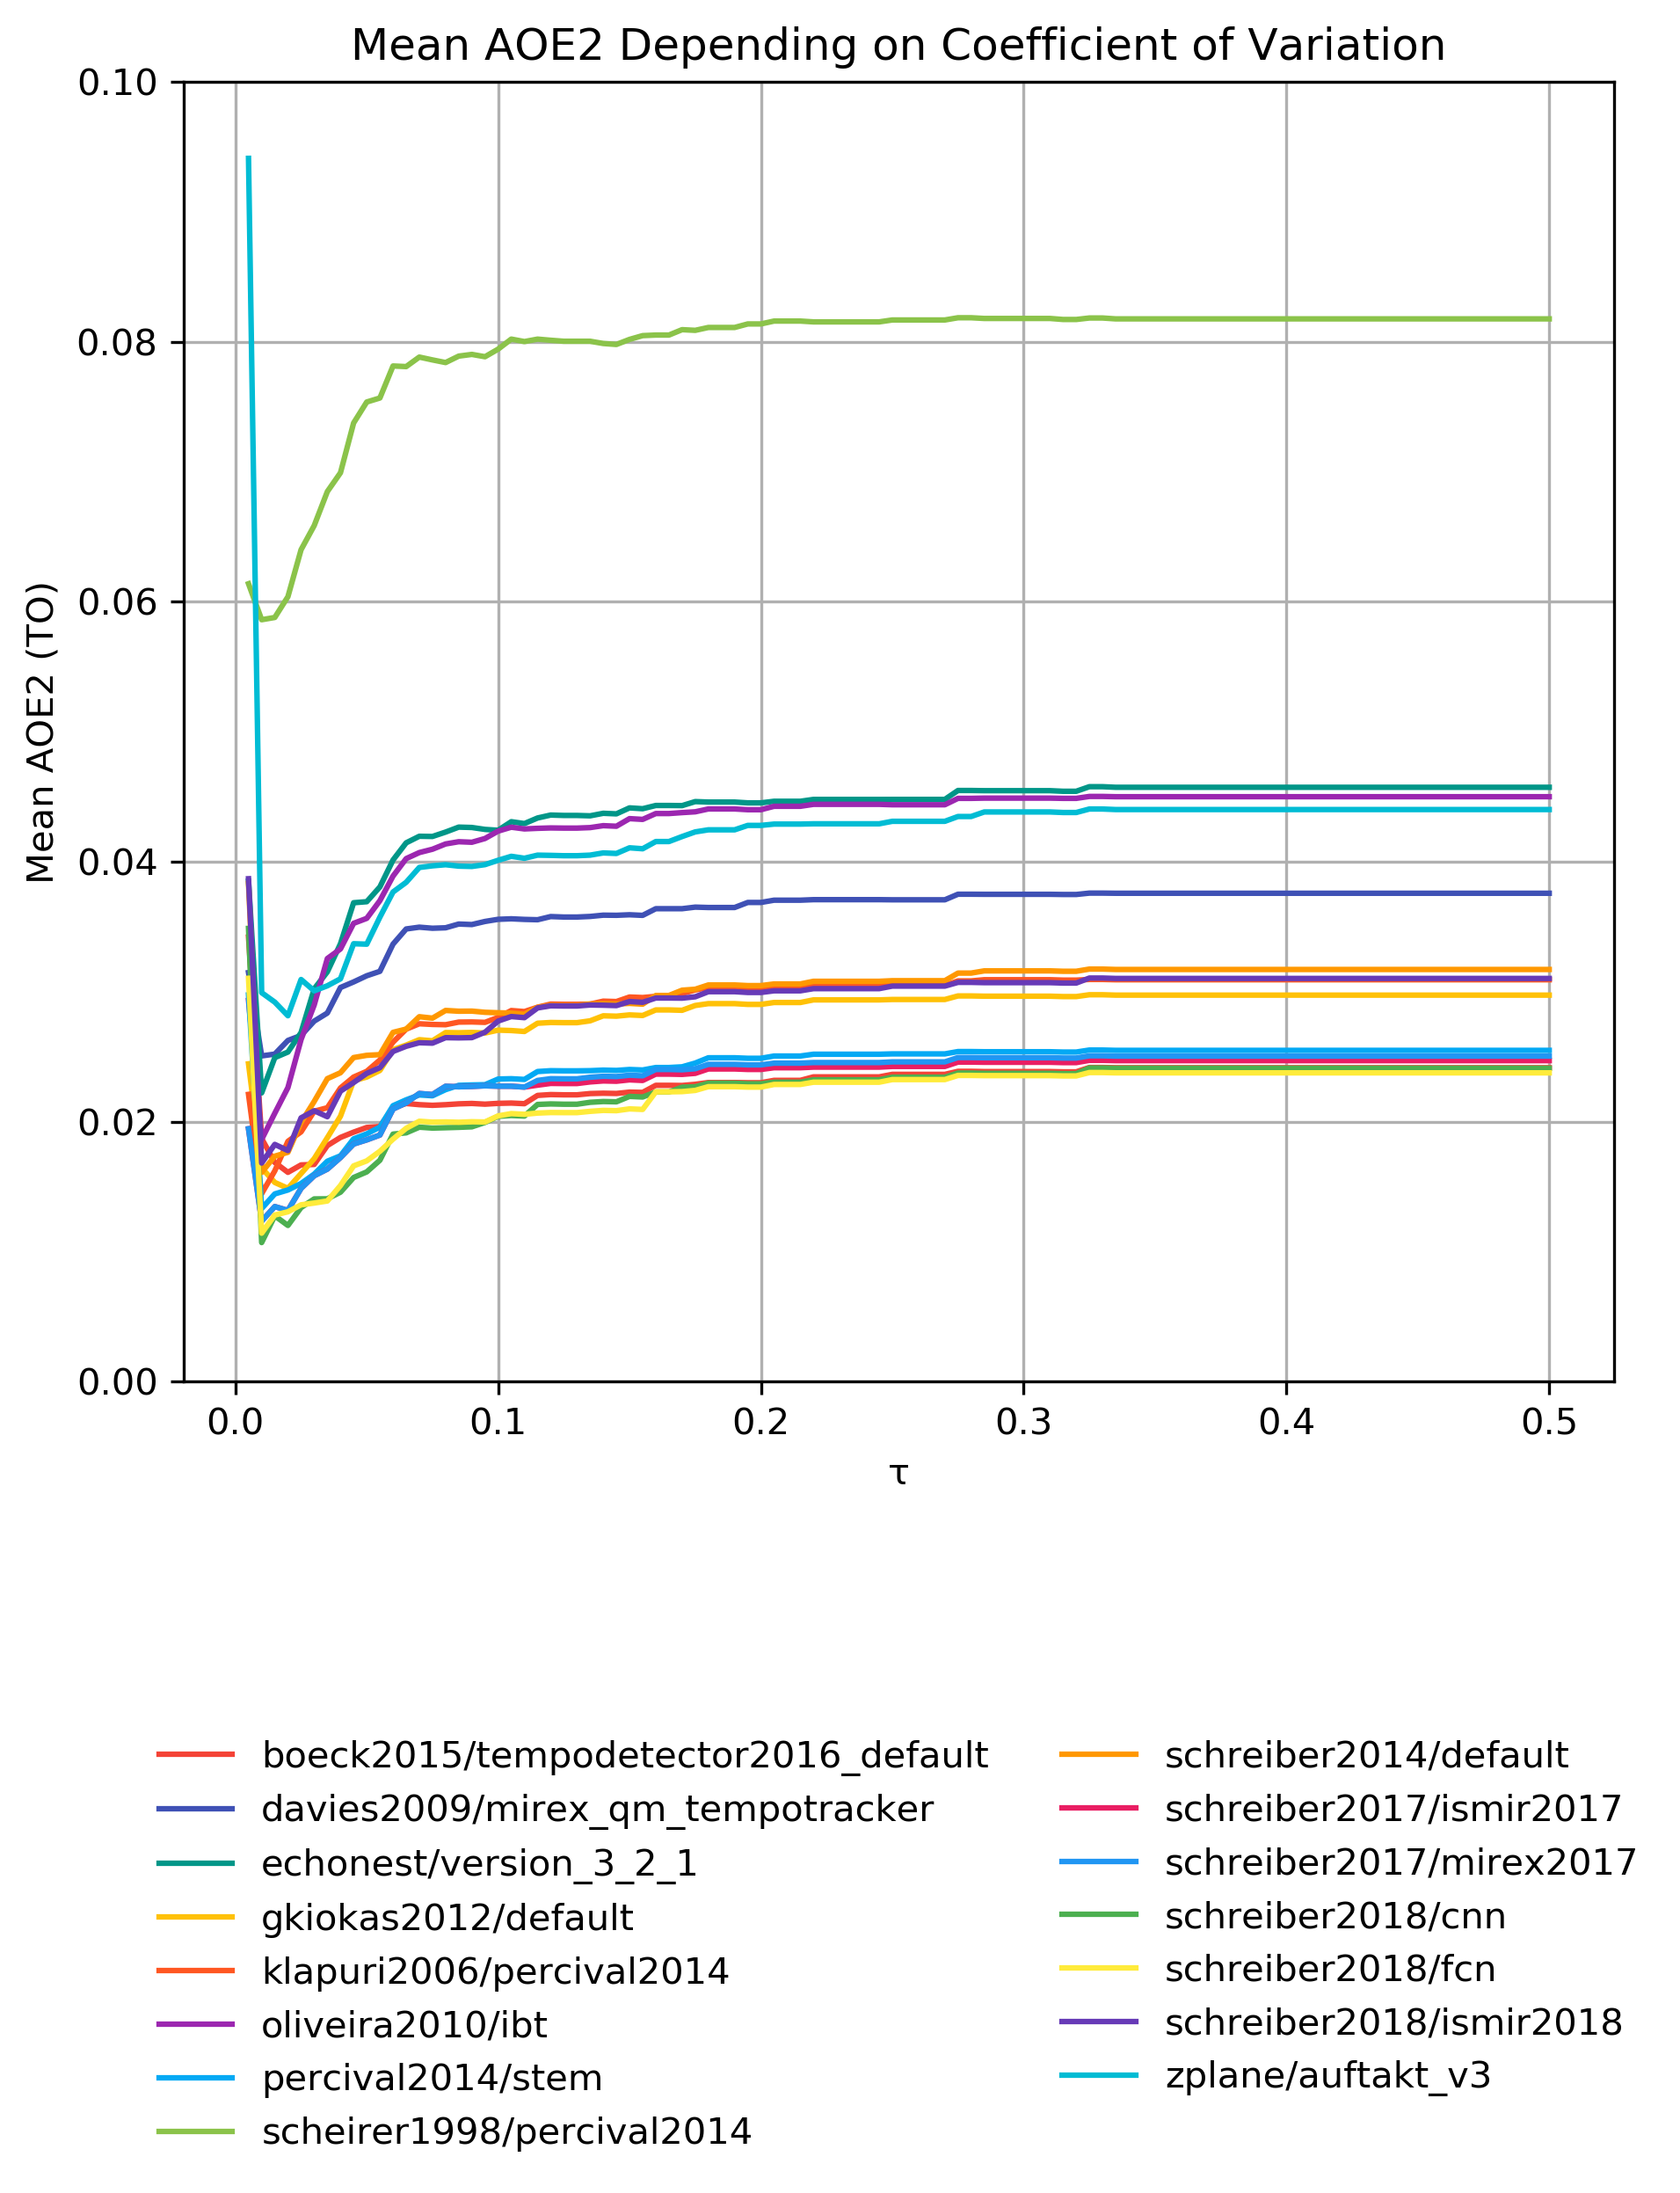 Mean AOE2 Depending on Coefficient of Variation
0.10
0.08
0.06
0.04
0.02
0.00
Mean AOE2 (TO)
0.0 0.1 0.2 0.3 0.4 0.5
τ
boeck2015/tempodetector2016_default
davies2009/mirex_qm_tempotracker
echonest/version_3_2_1
gkiokas2012/default
klapuri2006/percival2014
oliveira2010/ibt
percival2014/stem
scheirer1998/percival2014
schreiber2014/default
schreiber2017/ismir2017
schreiber2017/mirex2017
schreiber2018/cnn
schreiber2018/fcn
schreiber2018/ismir2018
zplane/auftakt_v3